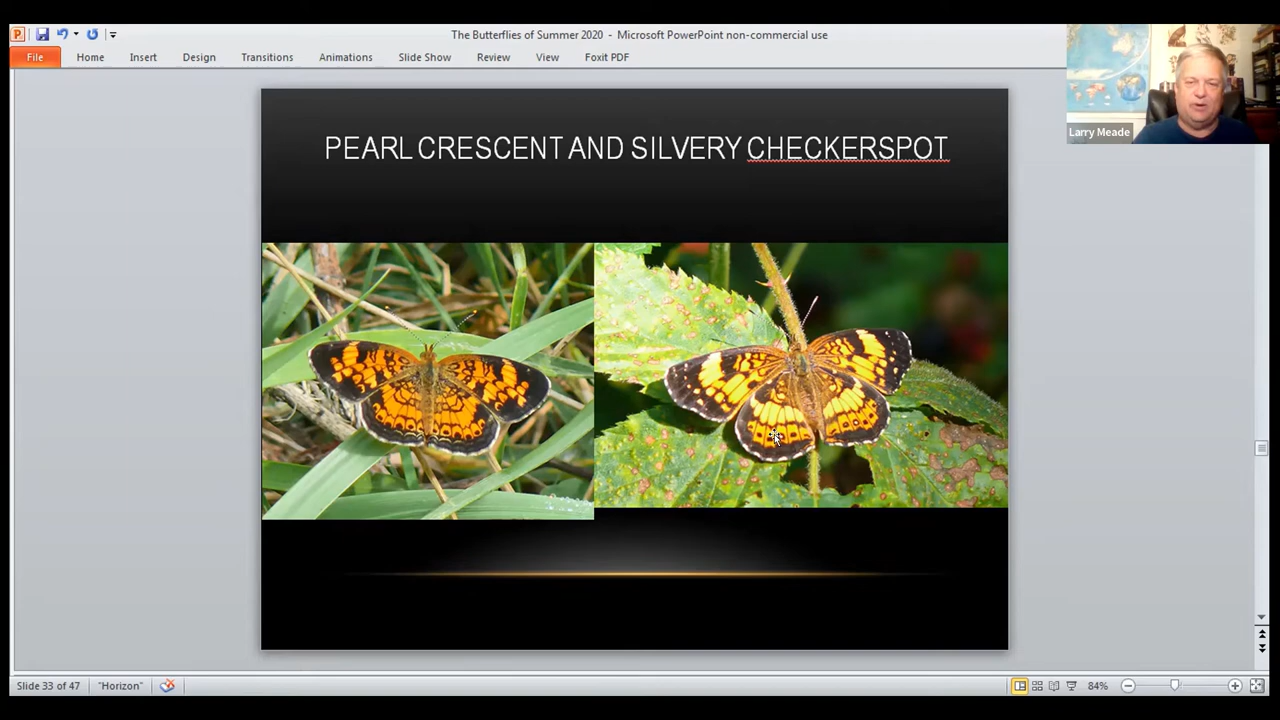 The Butterflies of Summer 2020 - Microsoft PowerPoint non-commercial use
File Home Insert Design Transitions Animations Slide Show Review View Foxit PDF
Larry Meade
PEARL CRESCENT AND SILVERY CHECKERSPOT
Slide 33 of 47 "Horizon" 84%